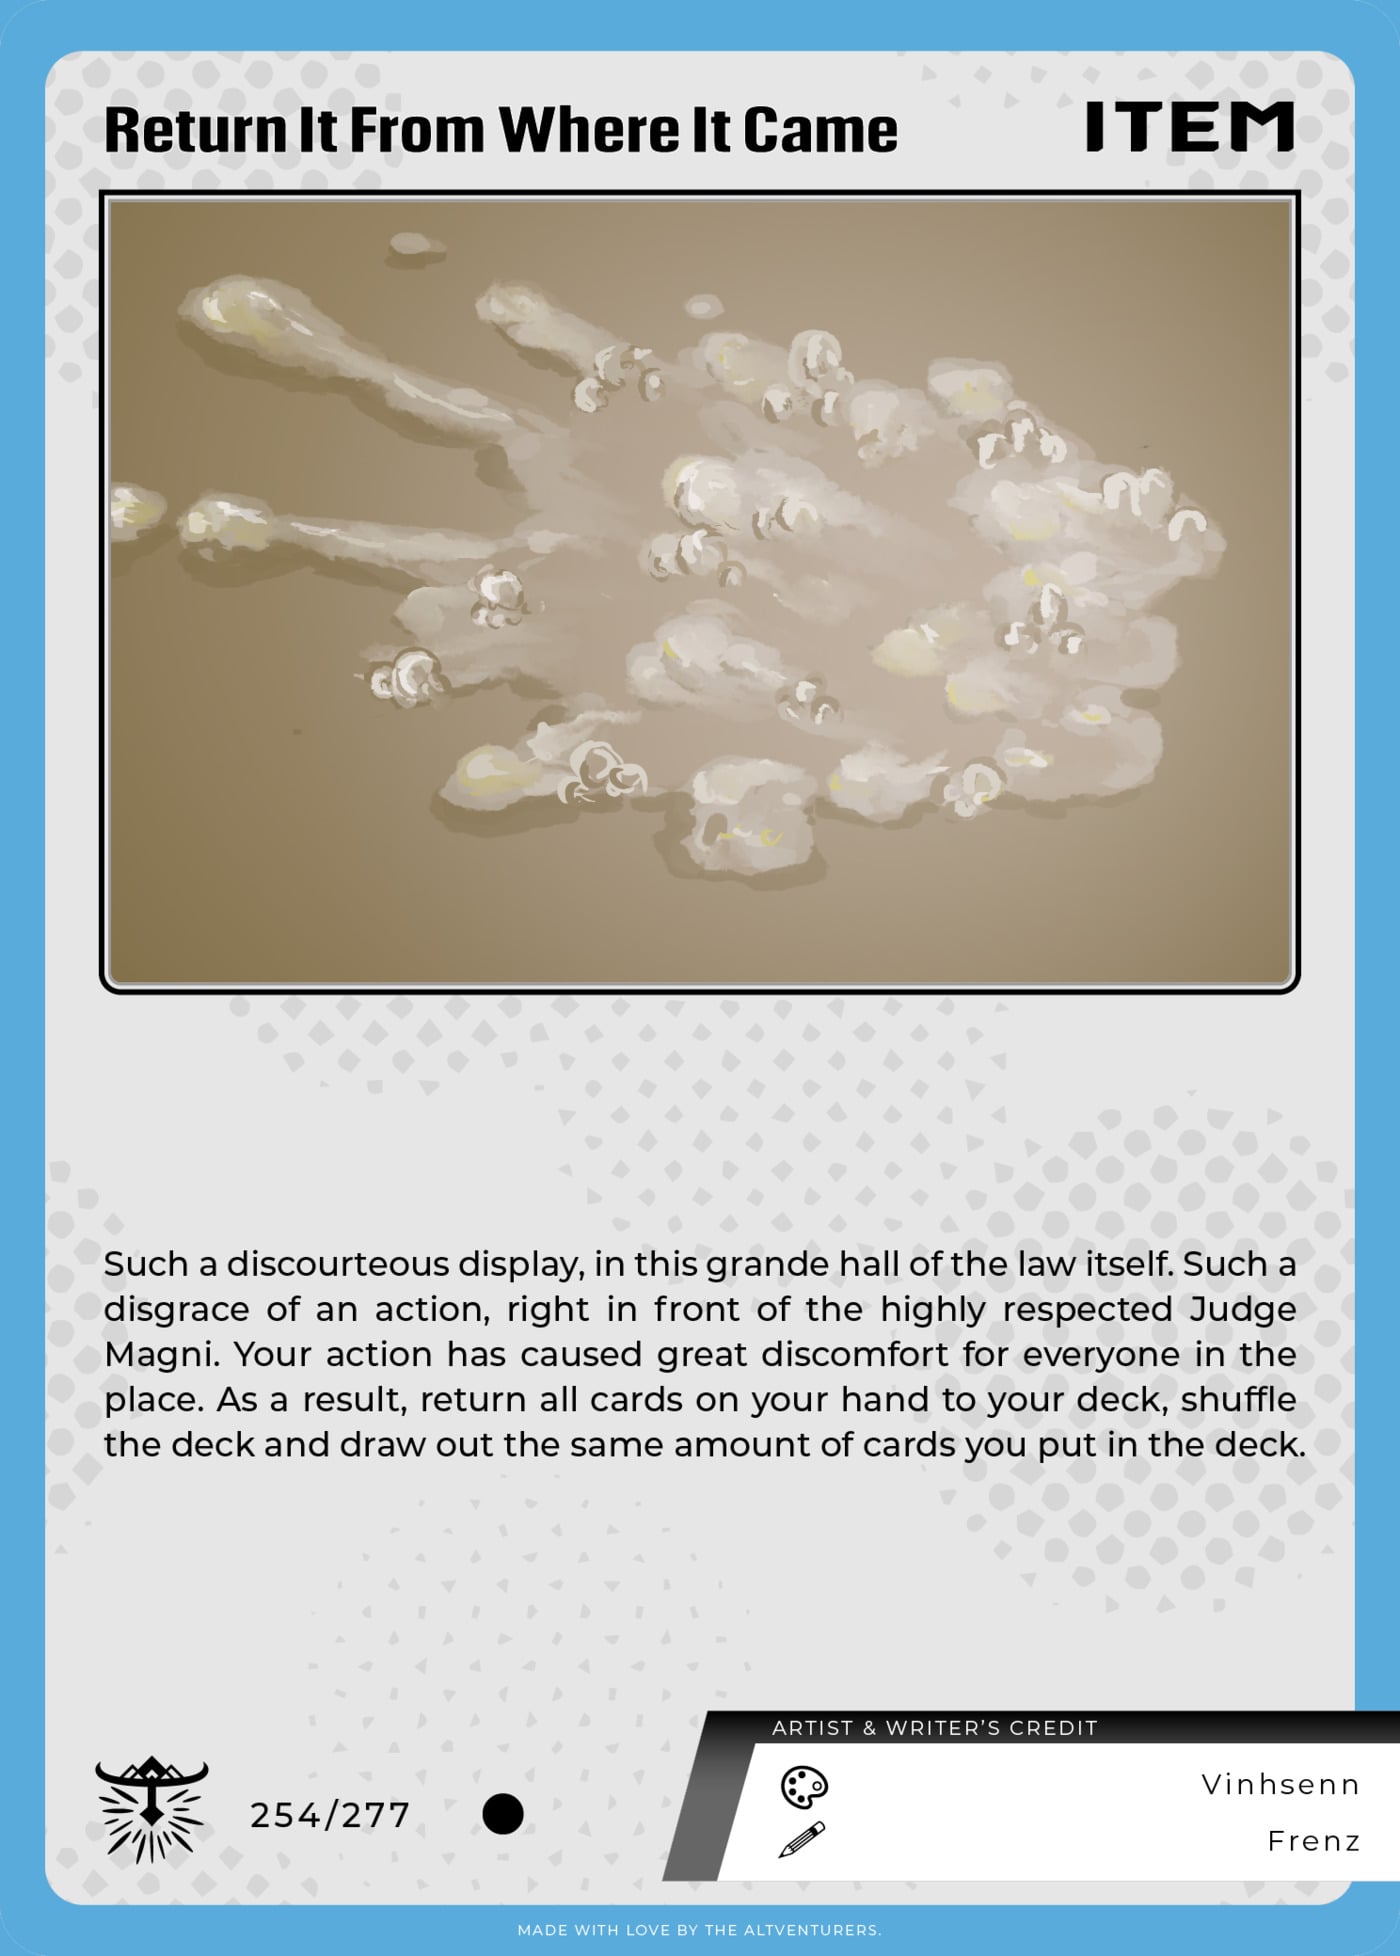 Return It From Where It Came
ITEM
Such a discourteous display, in this grande hall of the law itself. Such a
disgrace of an action, right in front of the highly respected Judge
Magni. Your action has caused great discomfort for everyone in the
place. As a result, return all cards on your hand to your deck, shuffle
the deck and draw out the same amount of cards you put in the deck.
ARTIST & WRITER'S CREDIT
Vinhsenn
254/277
Frenz
MADE WITH LOVE BY THE ALTVENTURERS.